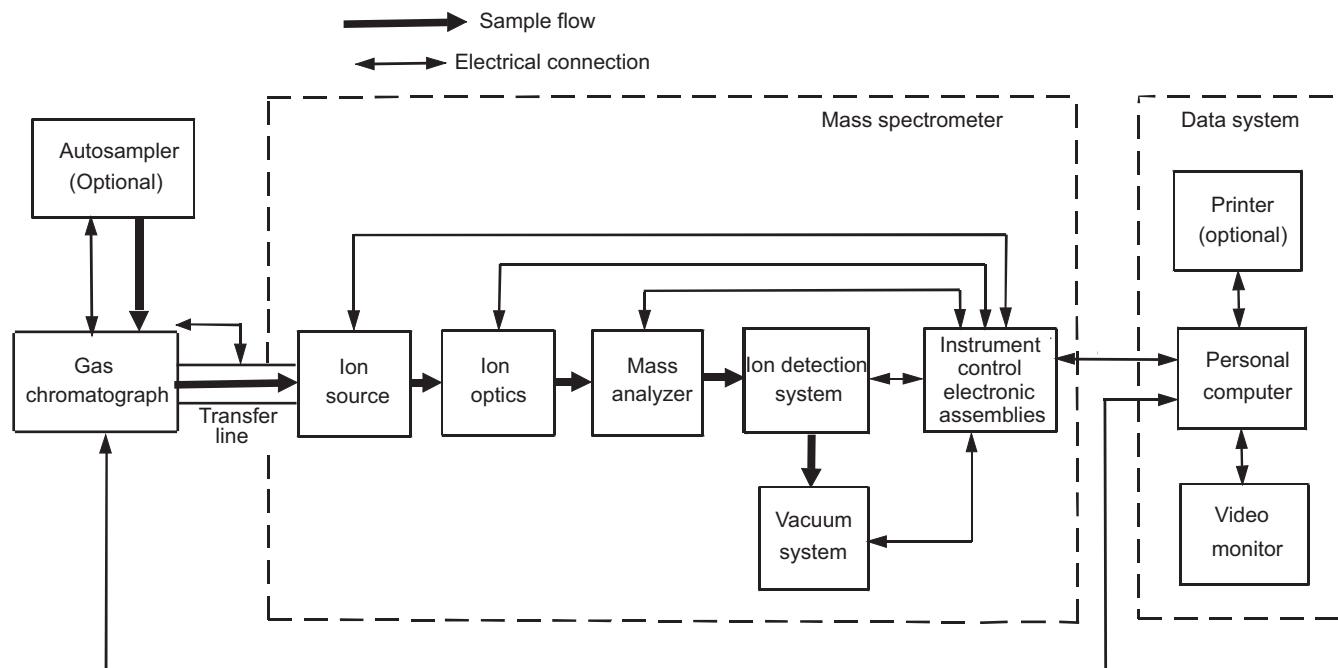 Sample flow
Electrical connection
Mass spectrometer
Data system
Autosampler
(Optional)
Printer
(optional)
Gas
chromatograph
Transfer
line
Ion
source
Ion
optics
Mass
analyzer
Ion detection
system
Instrument
control
electronic
assemblies
Personal
computer
Vacuum
system
Video
monitor